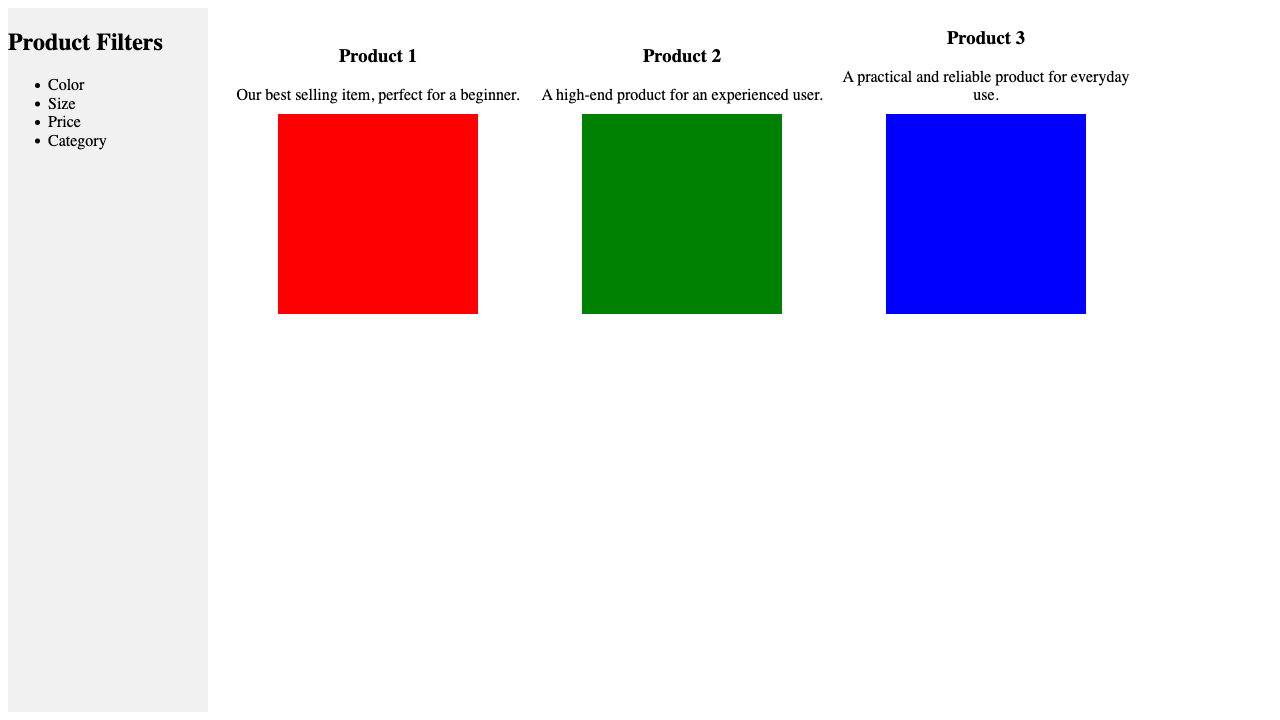 Product Filters
Color
Size
Price
Category
Product 1
Our best selling item, perfect for a beginner.
Product 2
A high-end product for an experienced user.
Product 3
A practical and reliable product for everyday
use.